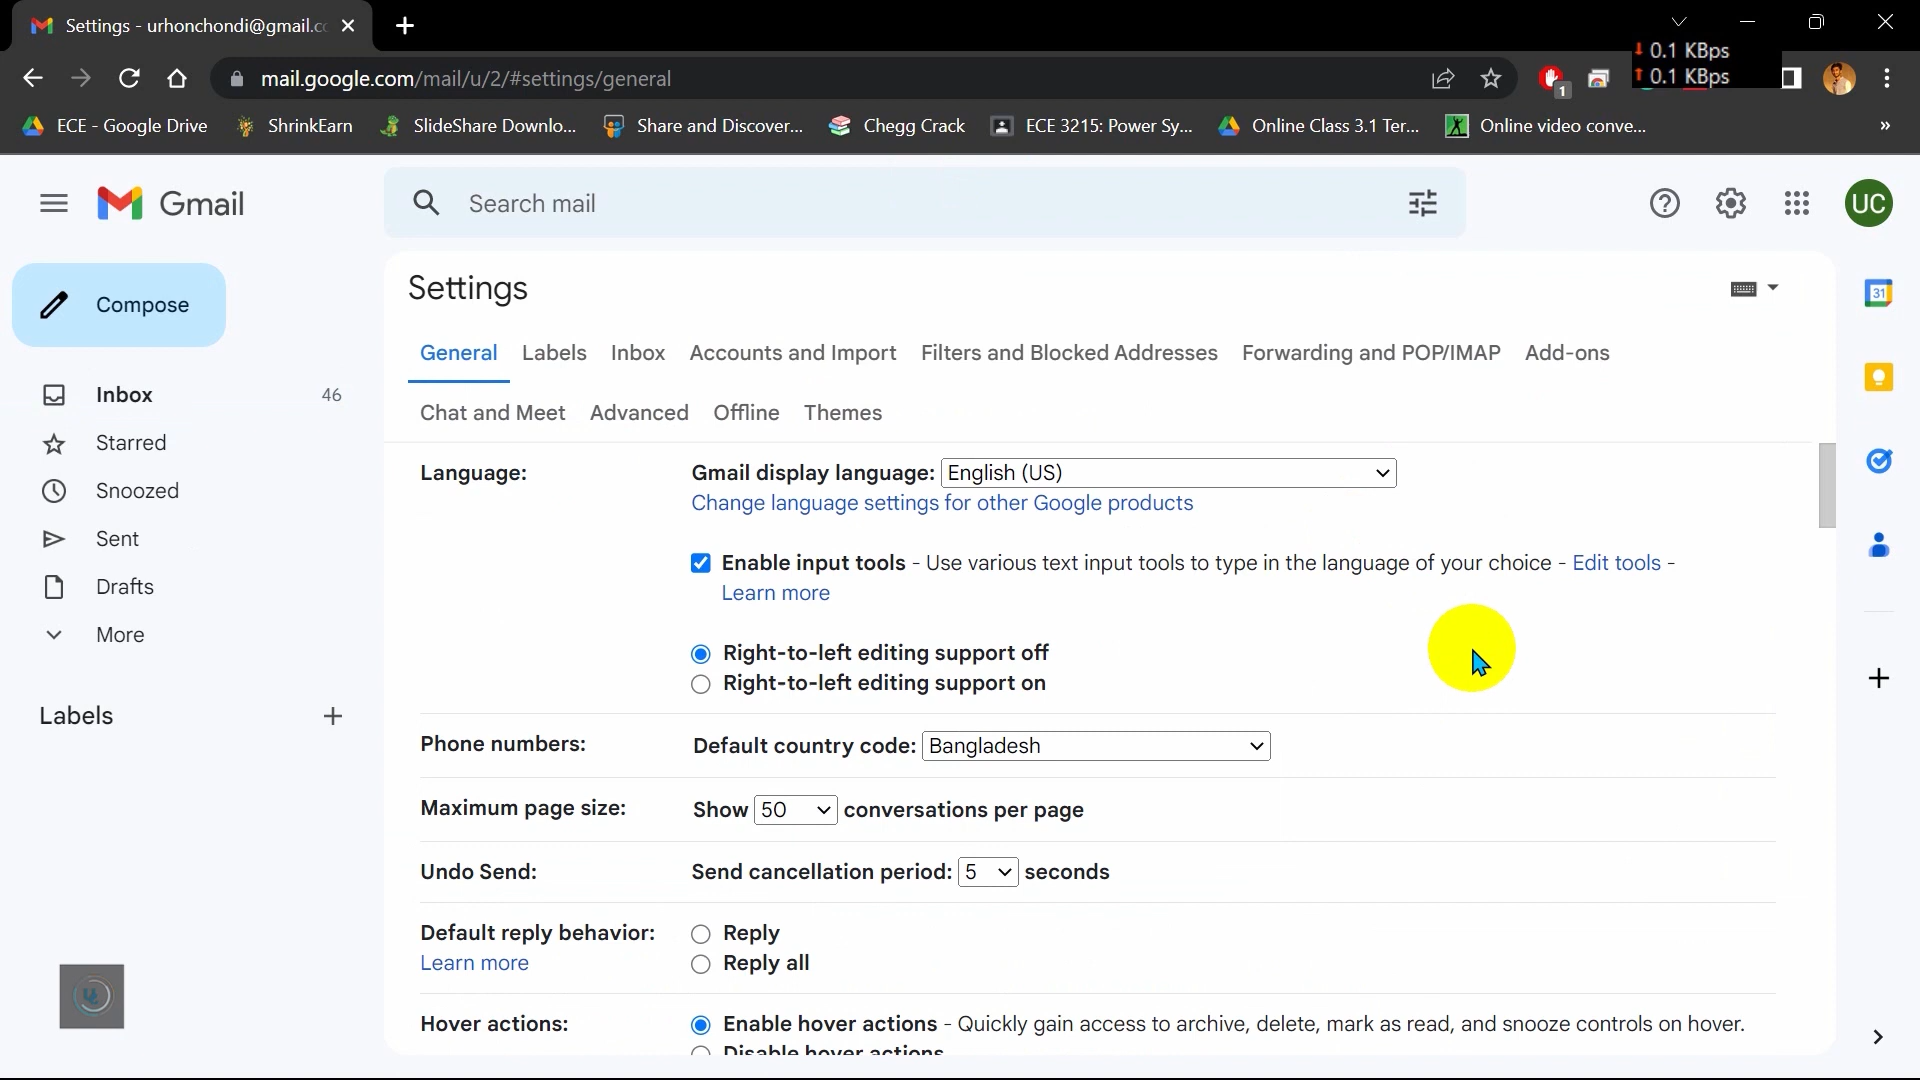 Settings - urhonchondi@gmail.cc
0.1 KBps
0.1 KBps
mail.google.com/mail/u/2/#settings/general
1
ECE - Google Drive
ShrinkEarn
SlideShare Downlo...
Share and Discover...
Chegg Crack
ECE 3215: Power Sy...
Online Class 3.1 Ter...
Online video conve...
»
Gmail
Search mail
UC
Compose
Inbox 46
Starred
Snoozed
Sent
Drafts
More
Labels
Settings
General Labels Inbox Accounts and Import Filters and Blocked Addresses Forwarding and POP/IMAP Add-ons
Chat and Meet Advanced Offline Themes
Language: Gmail display language: English (US)
Change language settings for other Google products
Enable input tools - Use various text input tools to type in the language of your choice - Edit tools -
Learn more
Right-to-left editing support off
Right-to-left editing support on
Phone numbers: Default country code: Bangladesh
Maximum page size: Show 50 conversations per page
Undo Send: Send cancellation period: 5 seconds
Default reply behavior: Reply
Learn more Reply all
Hover actions: Enable hover actions - Quickly gain access to archive, delete, mark as read, and snooze controls on hover.
Disable hover actions
31